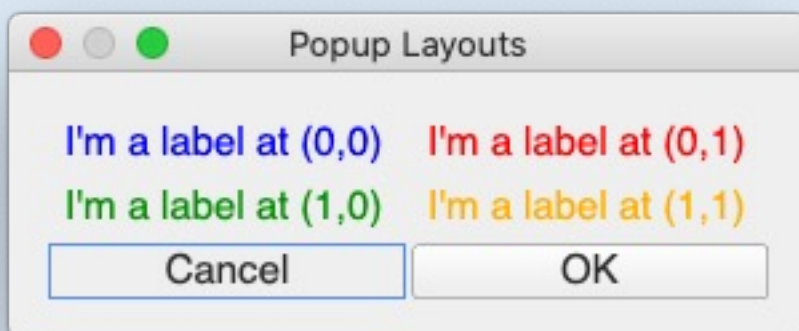 Popup Layouts
I'm a label at (0,0) I'm a label at (0,1)
I'm a label at (1,0) I'm a label at (1,1)
Cancel OK